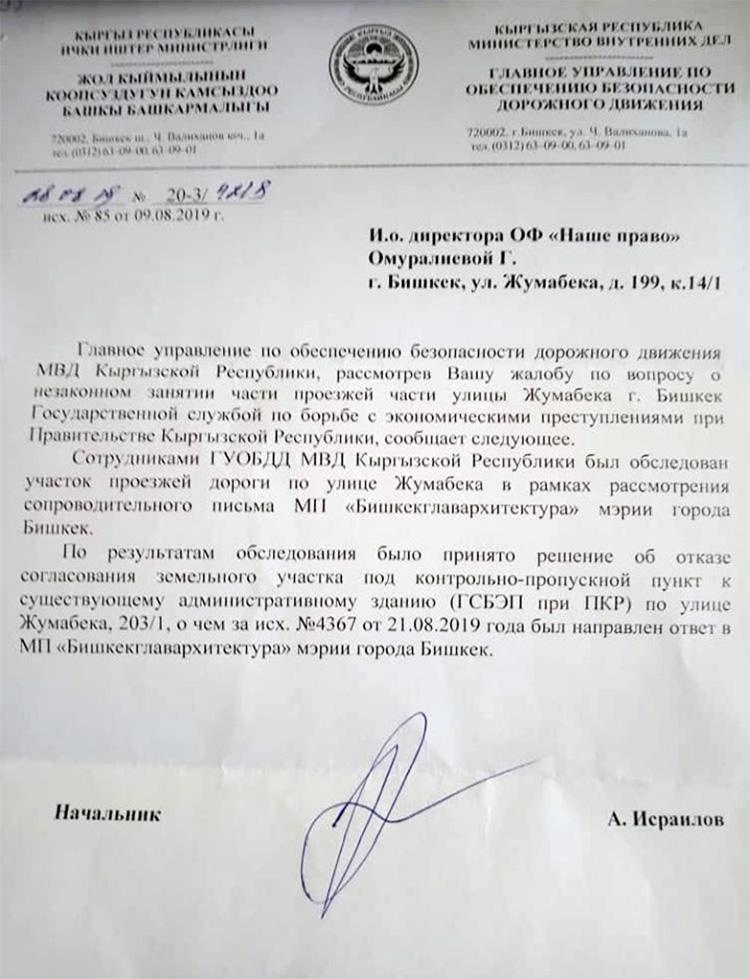 КЫРГЫЗ РЕСПУБЛИКАСЫ
ИЧКИ ИШТЕР МИНИСТРЛИГИ
ЖОЛ КЫЙМЫЛЫНЫН
КООПСУЗДУГУН КАМСЫЗДОО
БАШКЫ БАШКАРМАЛЫГЫ
720002, Бишкек ш., Ч. Валиханов көч., 1а
тел. (0312) 63-09-00, 63-09-01
КЫРГЫЗСКАЯ РЕСПУБЛИКА
МИНИСТЕРСТВО ВНУТРЕННИХ ДЕЛ
ГЛАВНОЕ УПРАВЛЕНИЕ ПО
ОБЕСПЕЧЕНИЮ БЕЗОПАСНОСТИ
ДОРОЖНОГО ДВИЖЕНИЯ
720002, г. Бишкек, ул. Ч. Валиханова, 1а
тел. (0312) 63-09-00, 63-09-01
28 08 19 № 20-3/ 9218
исх. № 85 от 09.08.2019 г.
И.о. директора ОФ «Наше право»
Омуралиевой Г.
г. Бишкек, ул. Жумабека, д. 199, к.14/1
Главное управление по обеспечению безопасности дорожного движения
МВД Кыргызской Республики, рассмотрев Вашу жалобу по вопросу о
незаконном занятии части проезжей части улицы Жумабека г. Бишкек
Государственной службой по борьбе с экономическими преступлениями при
Правительстве Кыргызской Республики, сообщает следующее.
Сотрудниками ГУОБДД МВД Кыргызской Республики был обследован
участок проезжей дороги по улице Жумабека в рамках рассмотрения
сопроводительного письма МП «Бишкекглавархитектура» мэрии города
Бишкек.
По результатам обследования было принято решение об отказе
согласования земельного участка под контрольно-пропускной пункт к
существующему административному зданию (ГСБЭП при ПКР) по улице
Жумабека, 203/1, о чем за исх. №4367 от 21.08.2019 года был направлен ответ в
МП «Бишкекглавархитектура» мэрии города Бишкек.
Начальник
А. Исраилов